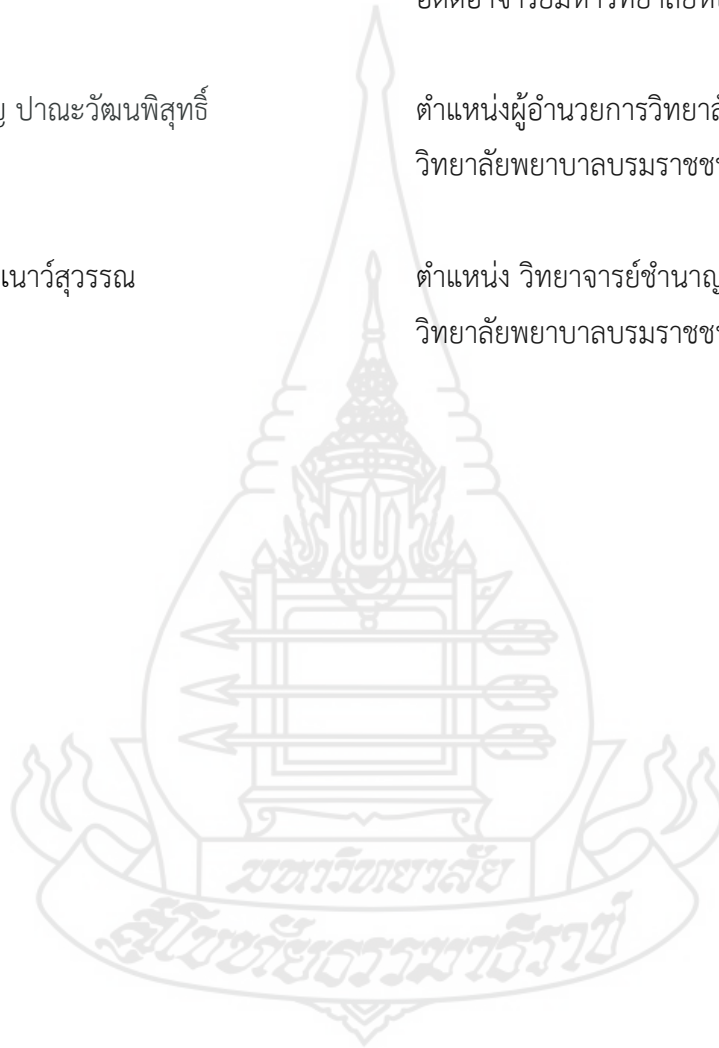 ญ ปาณะวัฒนพิสุทธิ์ ตำแหน่งผู้อำนวยการวิทยาลั
วิทยาลัยพยาบาลบรมราชช
เนาว์สุวรรณ ตำแหน่ง วิทยาจารย์ชำนาญ
วิทยาลัยพยาบาลบรมราชช
มหาวิทยาลัย
สุโขทัยธรรมาธิราช